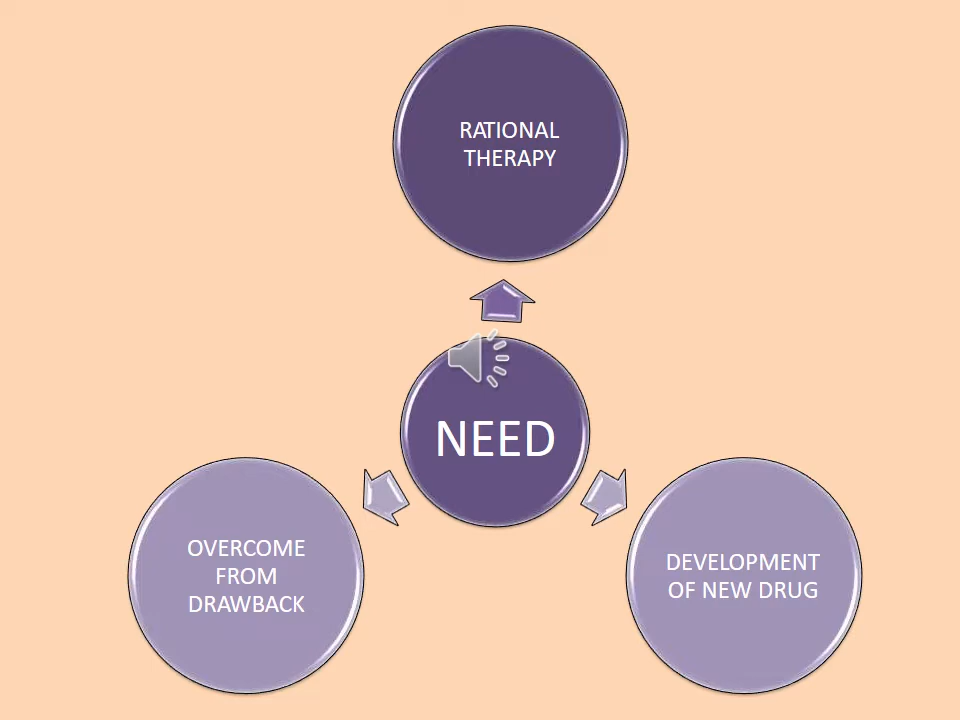 RATIONAL
THERAPY
NEED
OVERCOME
FROM
DRAWBACK
DEVELOPMENT
OF NEW DRUG